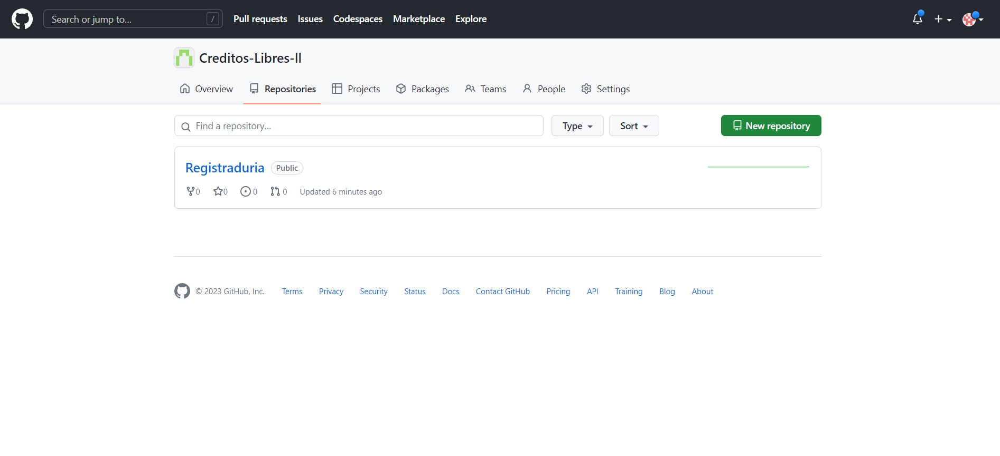 Search or jump to... / Pull requests Issues Codespaces Marketplace Explore
Creditos-Libres-ll
Overview Repositories Projects Packages Teams People Settings
Find a repository... Type Sort New repository
Registraduria Public
0 0 0 0 Updated 6 minutes ago
© 2023 GitHub, Inc. Terms Privacy Security Status Docs Contact GitHub Pricing API Training Blog About